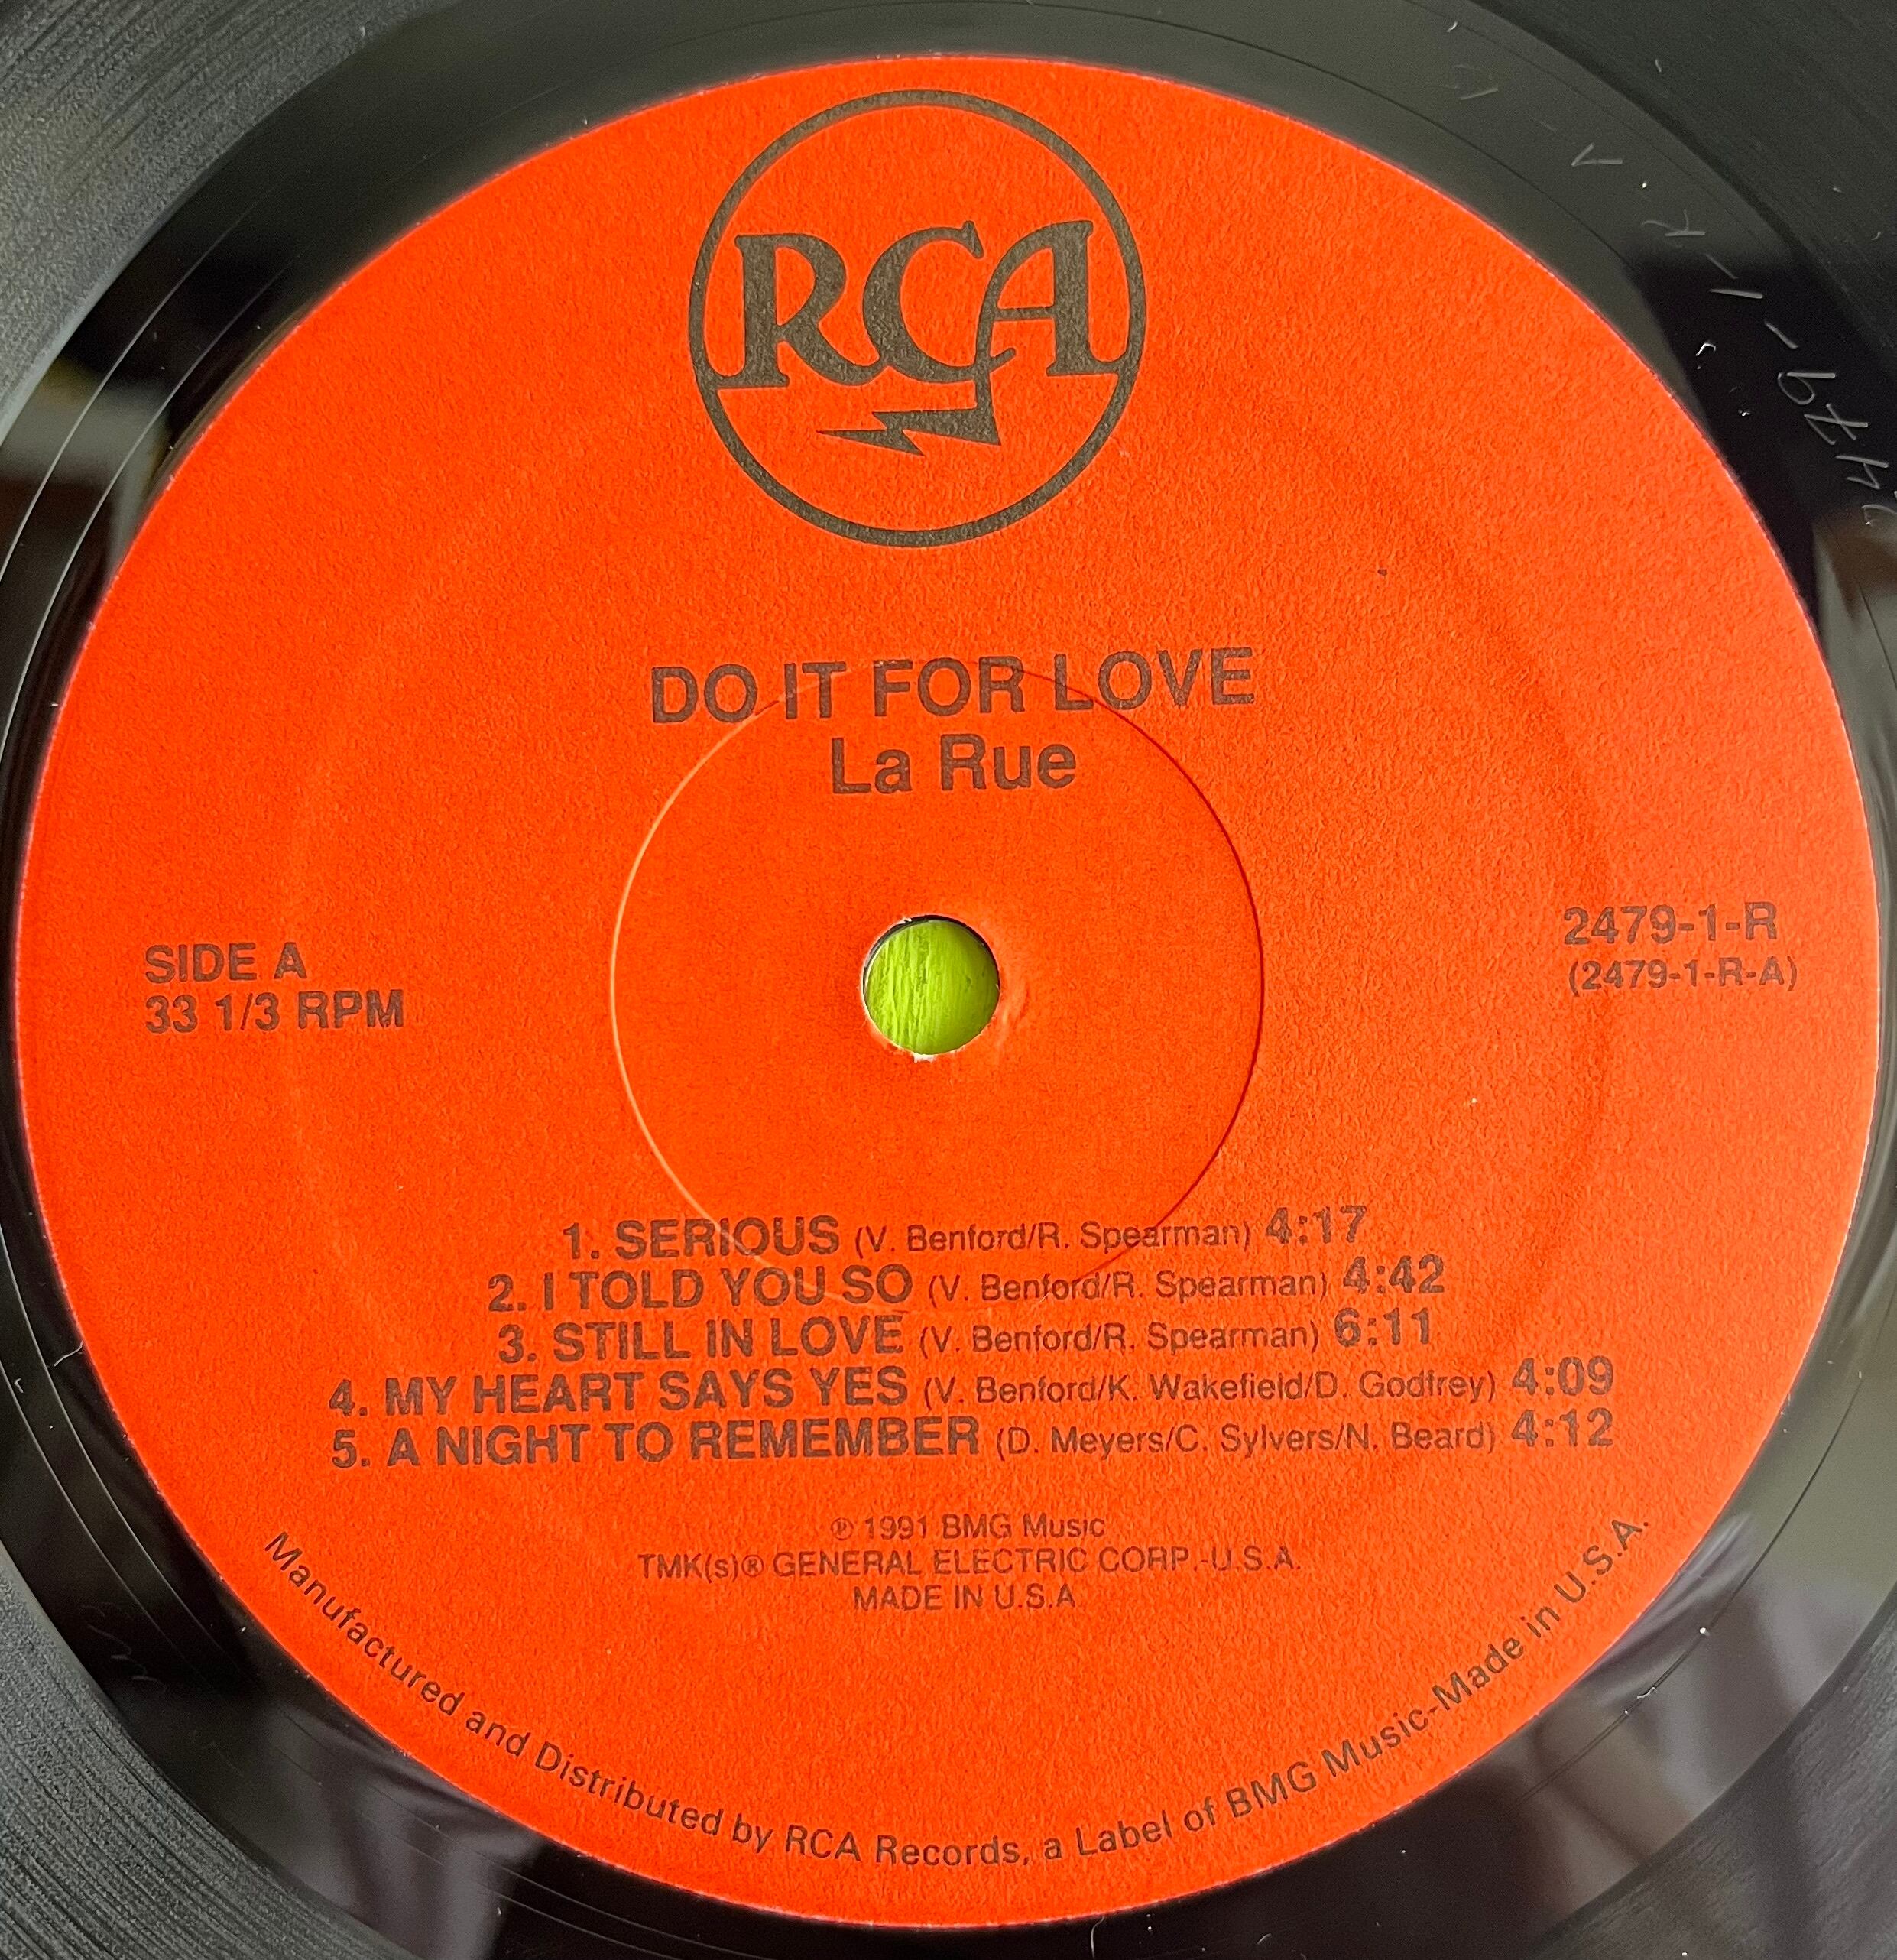 RCA
DO IT FOR LOVE
La Rue
SIDE A
33 1/3 RPM
2479-1-R
(2479-1-R-A)
1. SERIOUS (V. Benford/R. Spearman) 4:17
2. I TOLD YOU SO (V. Benford/R. Spearman) 4:42
3. STILL IN LOVE (V. Benford/R. Spearman) 6:11
4. MY HEART SAYS YES (V. Benford/K. Wakefield/D. Godfrey) 4:09
5. A NIGHT TO REMEMBER (D. Meyers/C. Sylvers/N. Beard) 4:12
℗ 1991 BMG Music
TMK(s)® GENERAL ELECTRIC CORP.-U.S.A.
MADE IN U.S.A
Manufactured and Distributed by RCA Records, a Label of BMG Music-Made in U.S.A.